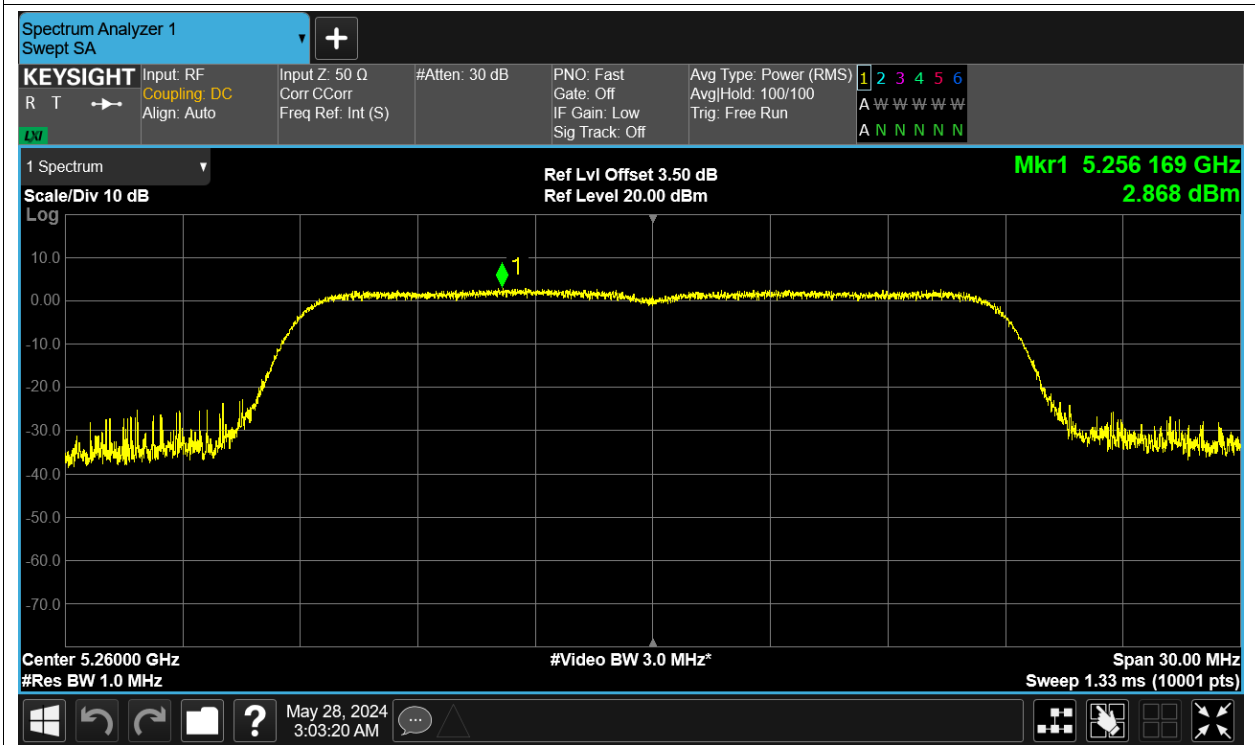 Spectrum Analyzer 1
Swept SA
KEYSIGHT
R T
LXI
Input: RF
Coupling: DC
Align: Auto
Input Z: 50 Ω
Corr CCorr
Freq Ref: Int (S)
#Atten: 30 dB
PNO: Fast
Gate: Off
IF Gain: Low
Sig Track: Off
Avg Type: Power (RMS)
Avg|Hold: 100/100
Trig: Free Run
1 2 3 4 5 6
A W W W W W
A N N N N N
1 Spectrum
Scale/Div 10 dB
Log
Ref Lvl Offset 3.50 dB
Ref Level 20.00 dBm
Mkr1 5.256 169 GHz
2.868 dBm
1
10.0
0.00
-10.0
-20.0
-30.0
-40.0
-50.0
-60.0
-70.0
Center 5.26000 GHz
#Res BW 1.0 MHz
#Video BW 3.0 MHz*
Span 30.00 MHz
Sweep 1.33 ms (10001 pts)
?
May 28, 2024
3:03:20 AM